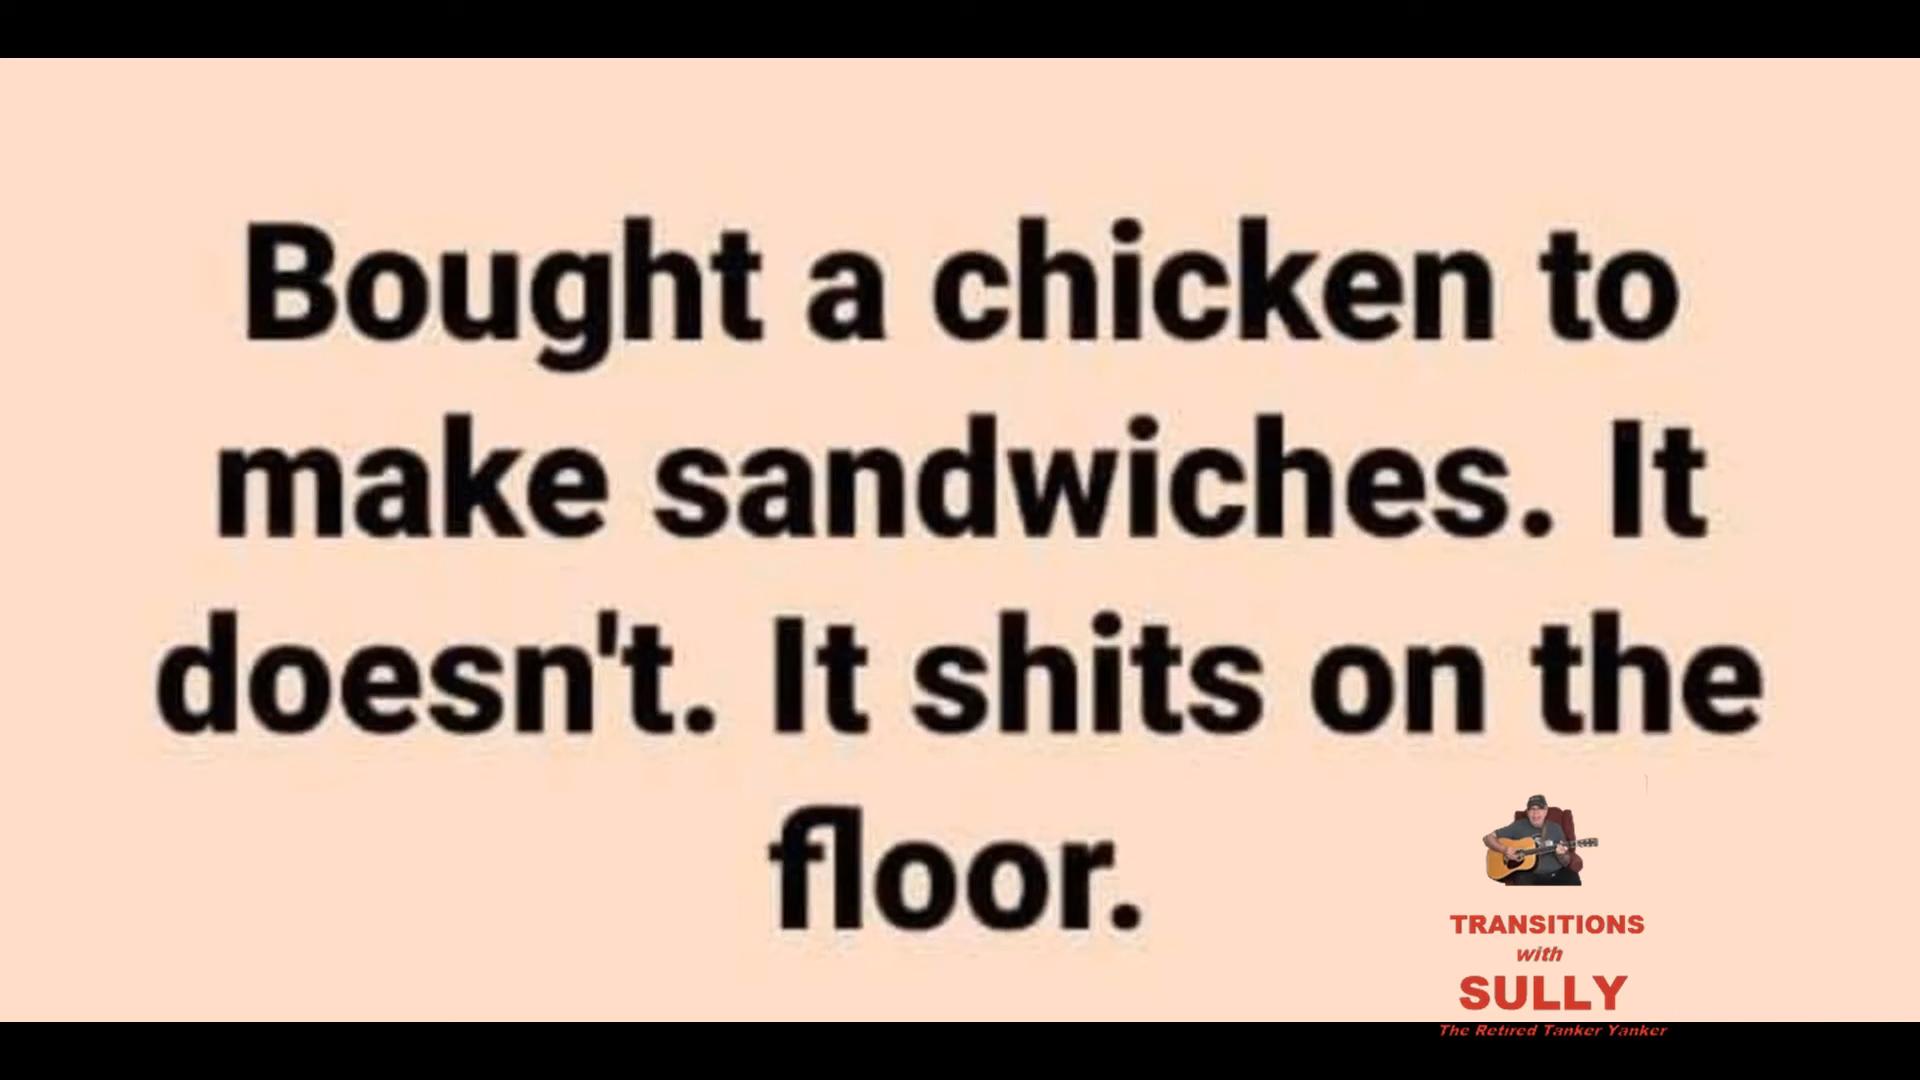 Bought a chicken to
make sandwiches. It
doesn't. It shits on the
floor.
TRANSITIONS
with
SULLY
The Retired Tanker Yanker